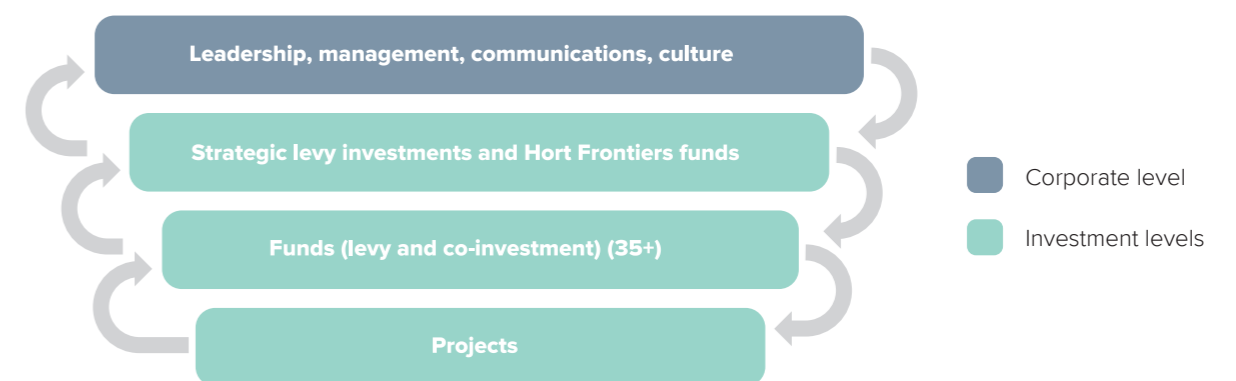 Leadership, management, communications, culture
Strategic levy investments and Hort Frontiers funds
Funds (levy and co-investment) (35+)
Projects
Corporate level
Investment levels